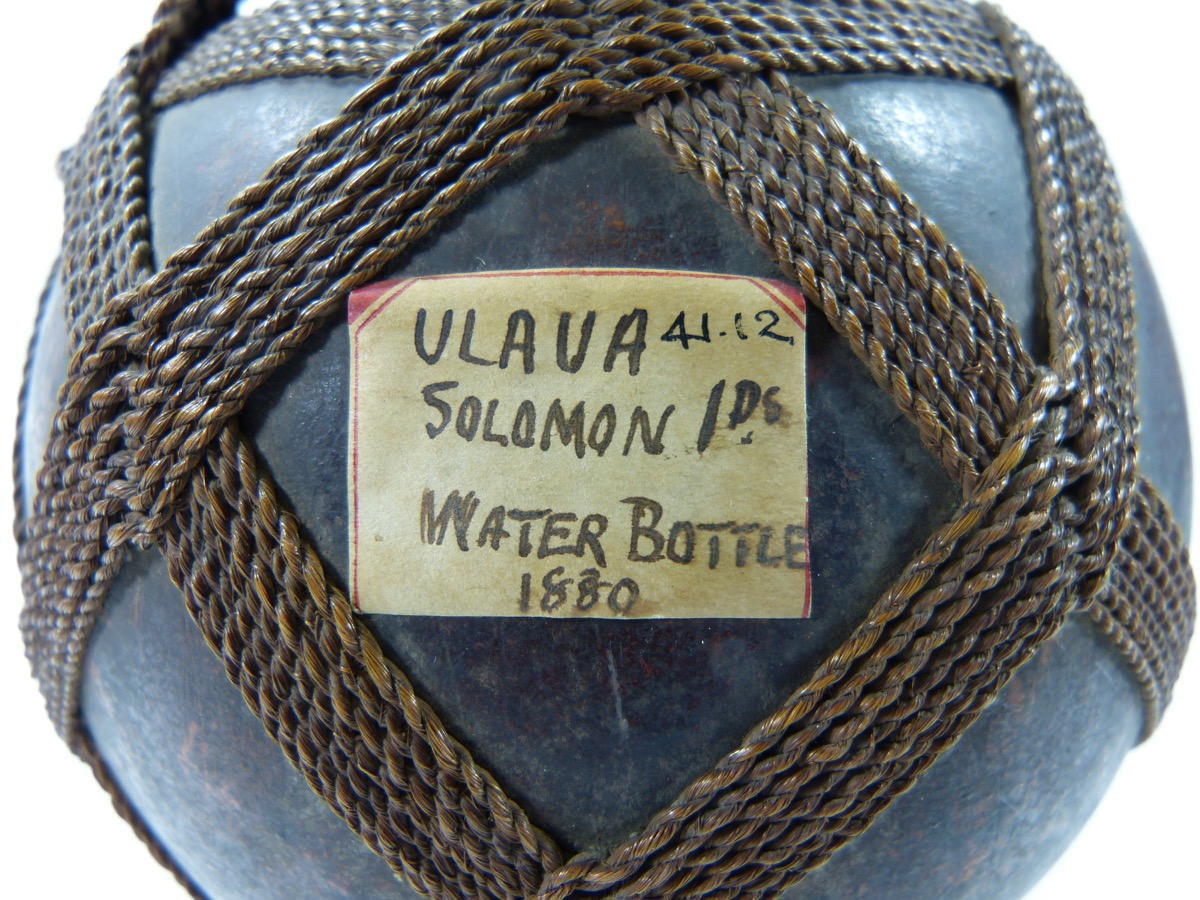 ULAUA 41.12
SOLOMON IDs
WATER BOTTLE
1880